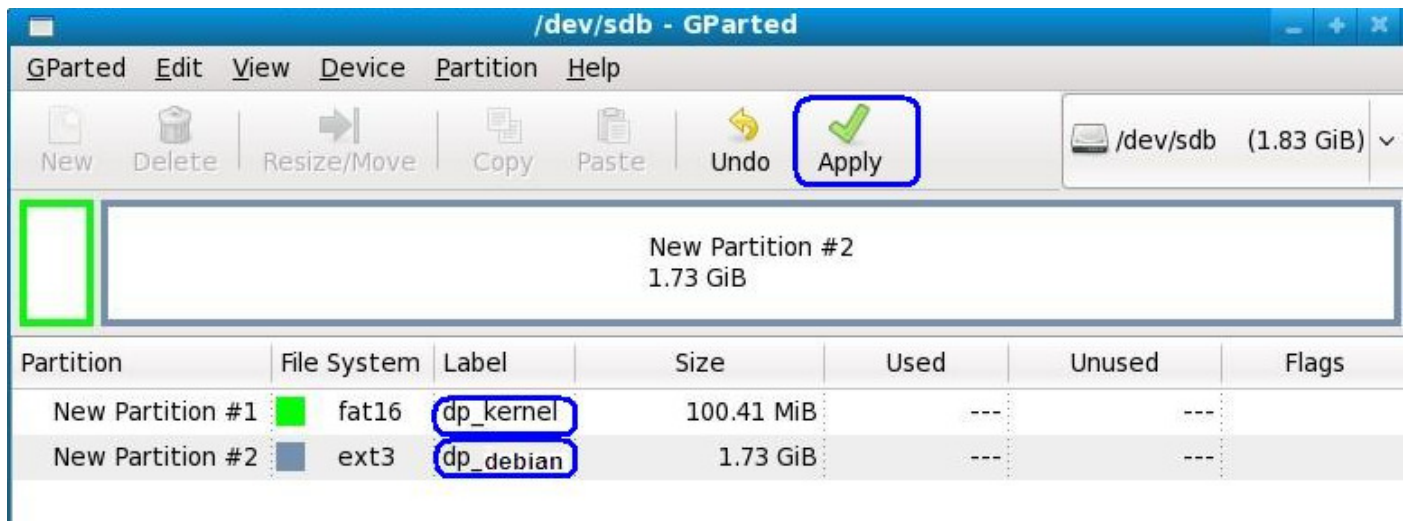 /dev/sdb - GParted
GParted Edit View Device Partition Help
New Delete Resize/Move Copy Paste Undo Apply /dev/sdb (1.83 GiB)
New Partition #2
1.73 GiB
Partition File System Label Size Used Unused Flags
New Partition #1 fat16 dp_kernel 100.41 MiB --- ---
New Partition #2 ext3 dp_debian 1.73 GiB --- ---